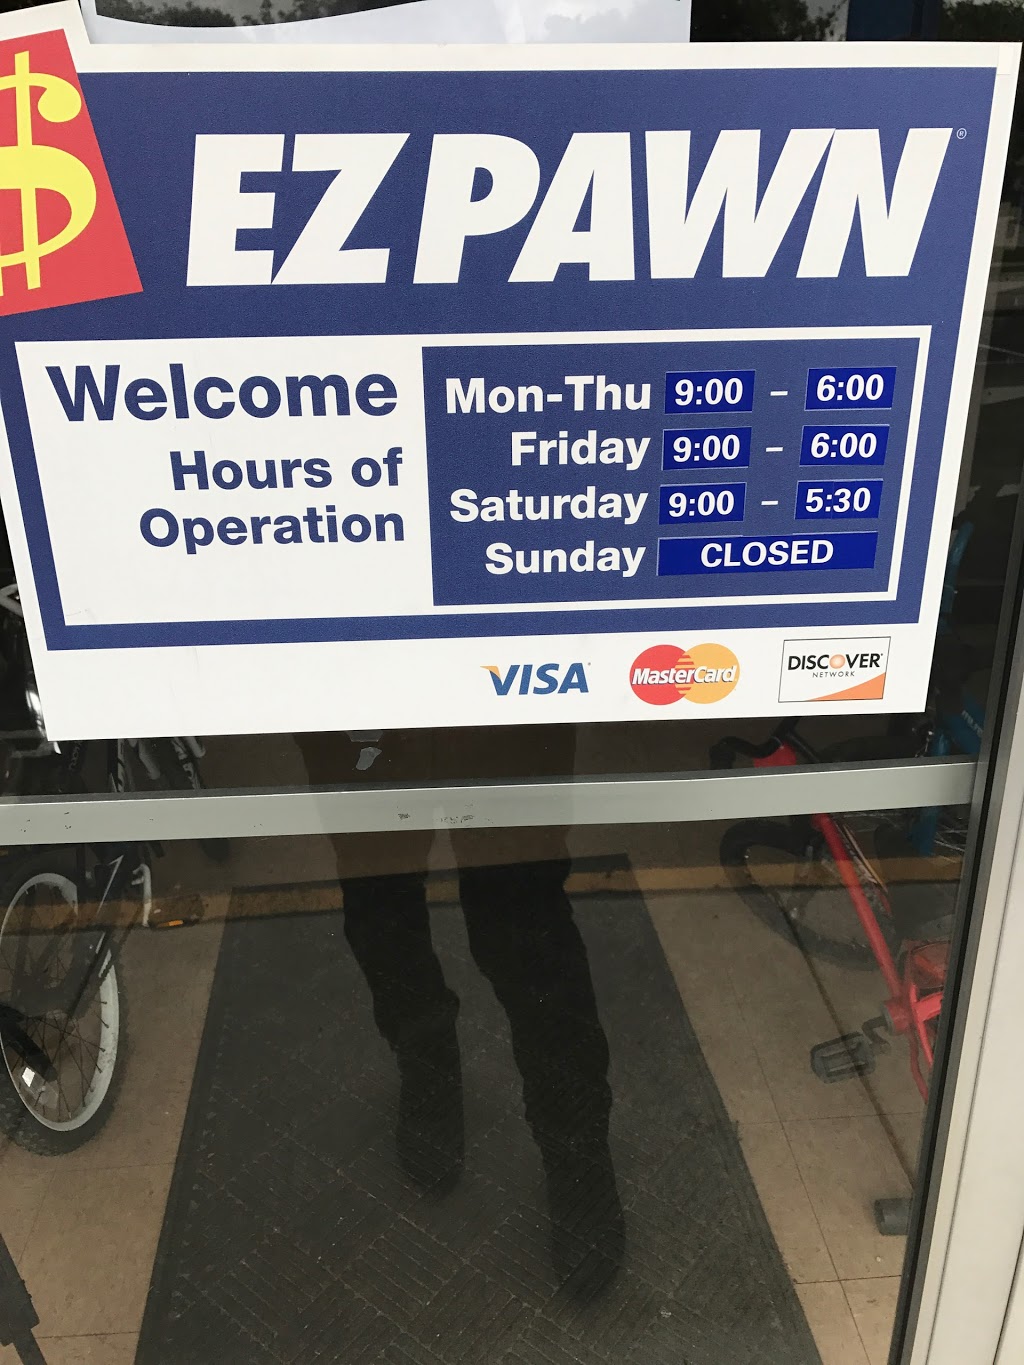 $ EZPAWN®
Welcome
Hours of
Operation
Mon-Thu 9:00 – 6:00
Friday 9:00 – 6:00
Saturday 9:00 – 5:30
Sunday CLOSED
VISA MasterCard DISCOVER®
NETWORK